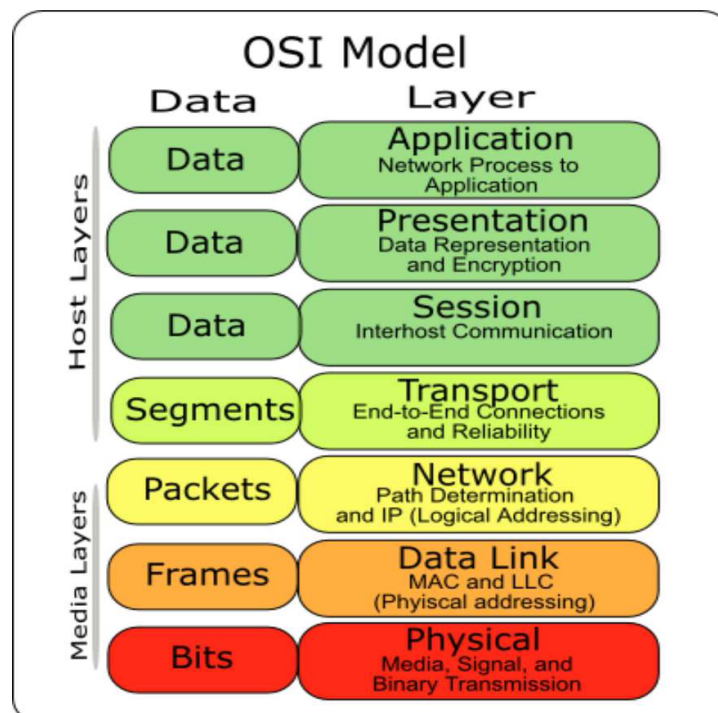 OSI Model
Data Layer
Host Layers
Data Application
Network Process to
Application
Data Presentation
Data Representation
and Encryption
Data Session
Interhost Communication
Segments Transport
End-to-End Connections
and Reliability
Media Layers
Packets Network
Path Determination
and IP (Logical Addressing)
Frames Data Link
MAC and LLC
(Phyiscal addressing)
Bits Physical
Media, Signal, and
Binary Transmission